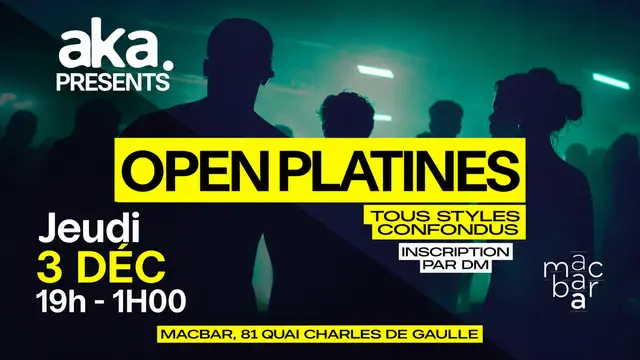 aka.
PRESENTS
OPEN PLATINES
TOUS STYLES
CONFONDUS
INSCRIPTION
PAR DM
Jeudi
3 DÉC
19h - 1H00
mac
bar
MACBAR, 81 QUAI CHARLES DE GAULLE